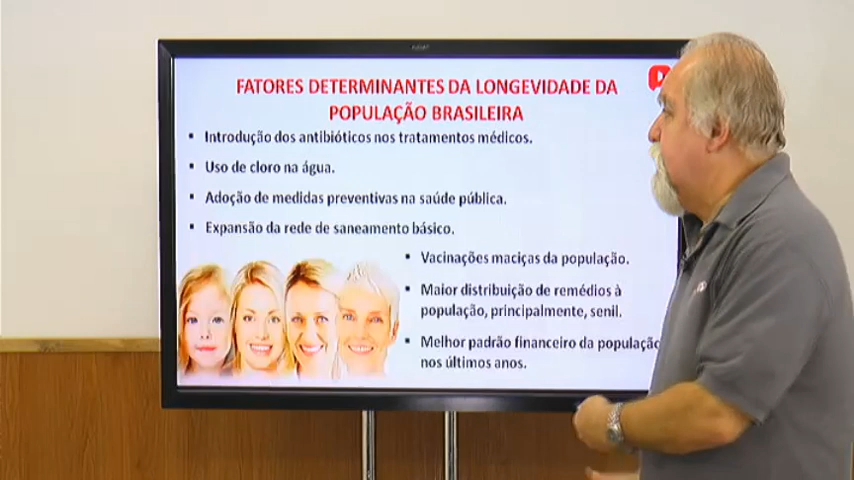 FATORES DETERMINANTES DA LONGEVIDADE DA
POPULAÇÃO BRASILEIRA
▪ Introdução dos antibióticos nos tratamentos médicos.
▪ Uso de cloro na água.
▪ Adoção de medidas preventivas na saúde pública.
▪ Expansão da rede de saneamento básico.
▪ Vacinações maciças da população.
▪ Maior distribuição de remédios à
população, principalmente, senil.
▪ Melhor padrão financeiro da população
nos últimos anos.